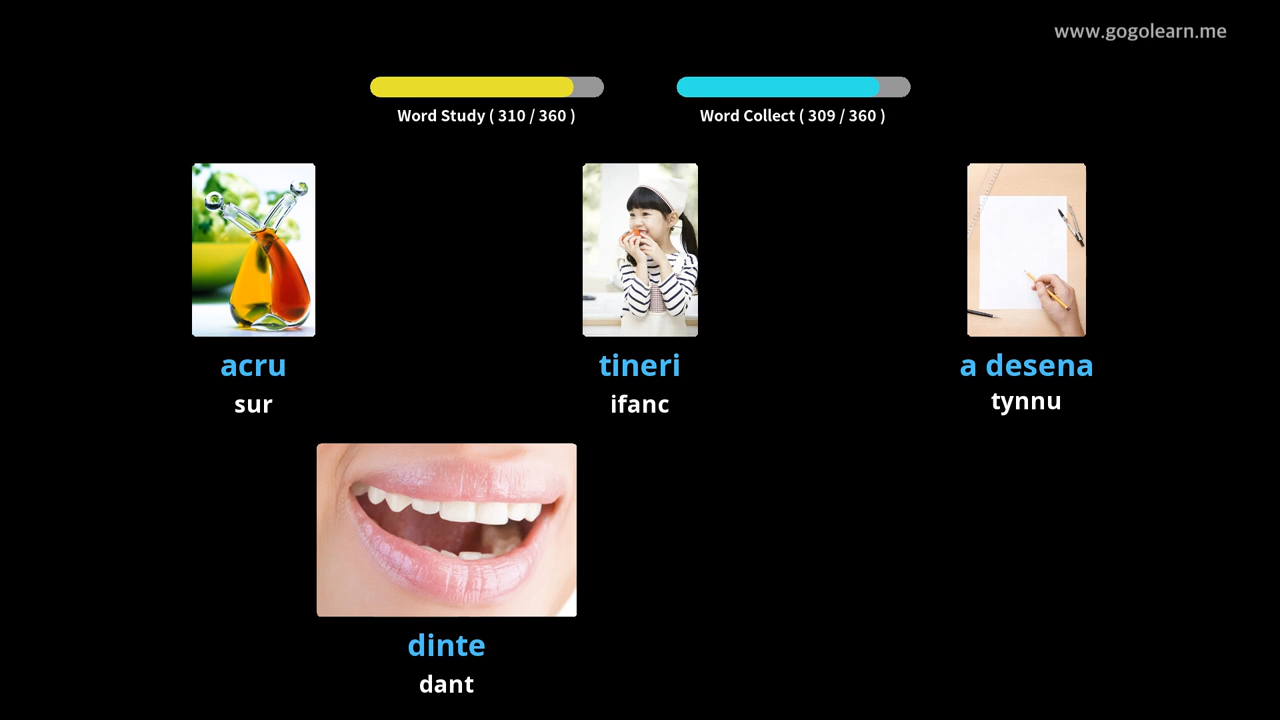 www.gogolearn.me
Word Study ( 310 / 360 )
Word Collect ( 309 / 360 )
acru
sur
tineri
ifanc
a desena
tynnu
dinte
dant